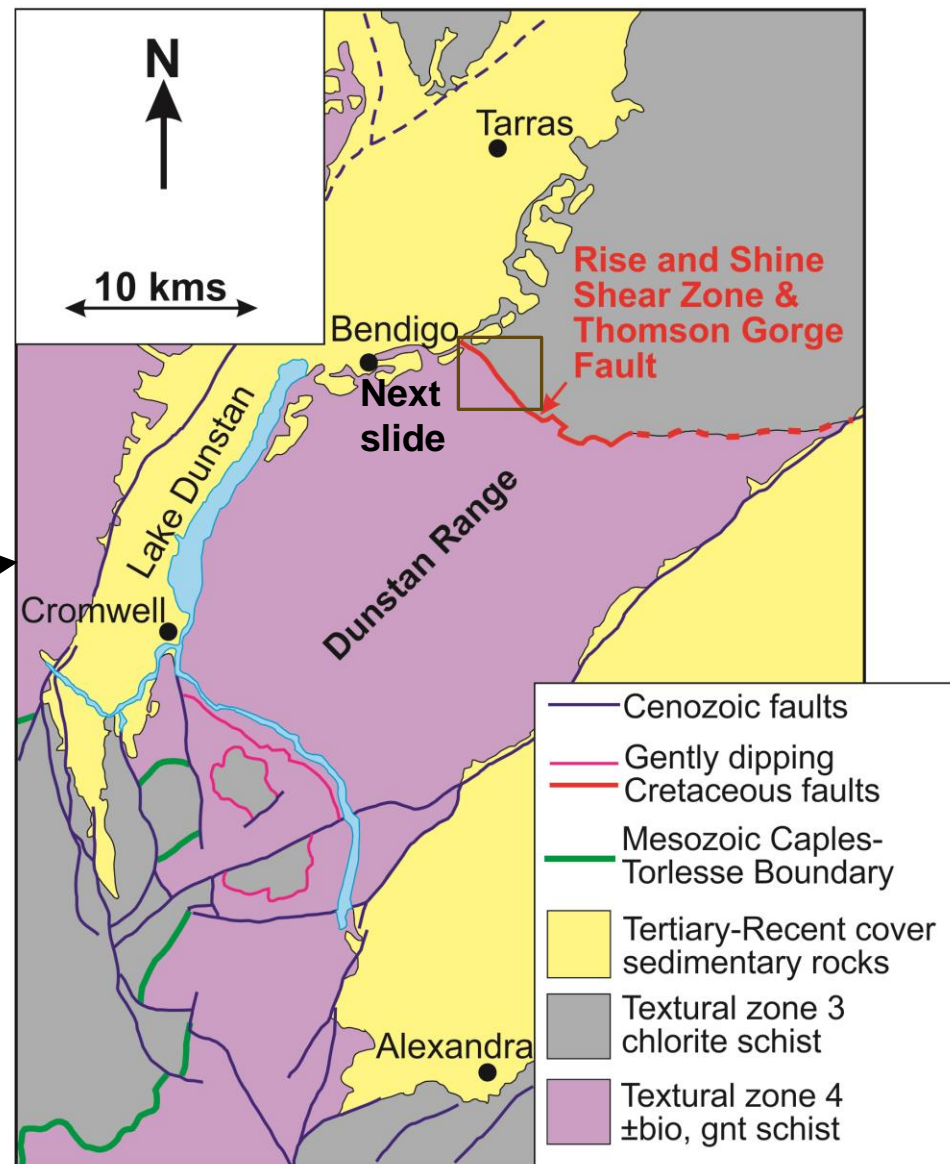 N
10 kms
Tarras
Rise and Shine
Shear Zone &
Thomson Gorge
Fault
Bendigo
Next
slide
Lake Dunstan
Dunstan Range
Cromwell
Alexandra
Cenozoic faults
Gently dipping
Cretaceous faults
Mesozoic Caples-
Torlesse Boundary
Tertiary-Recent cover
sedimentary rocks
Textural zone 3
chlorite schist
Textural zone 4
±bio, gnt schist